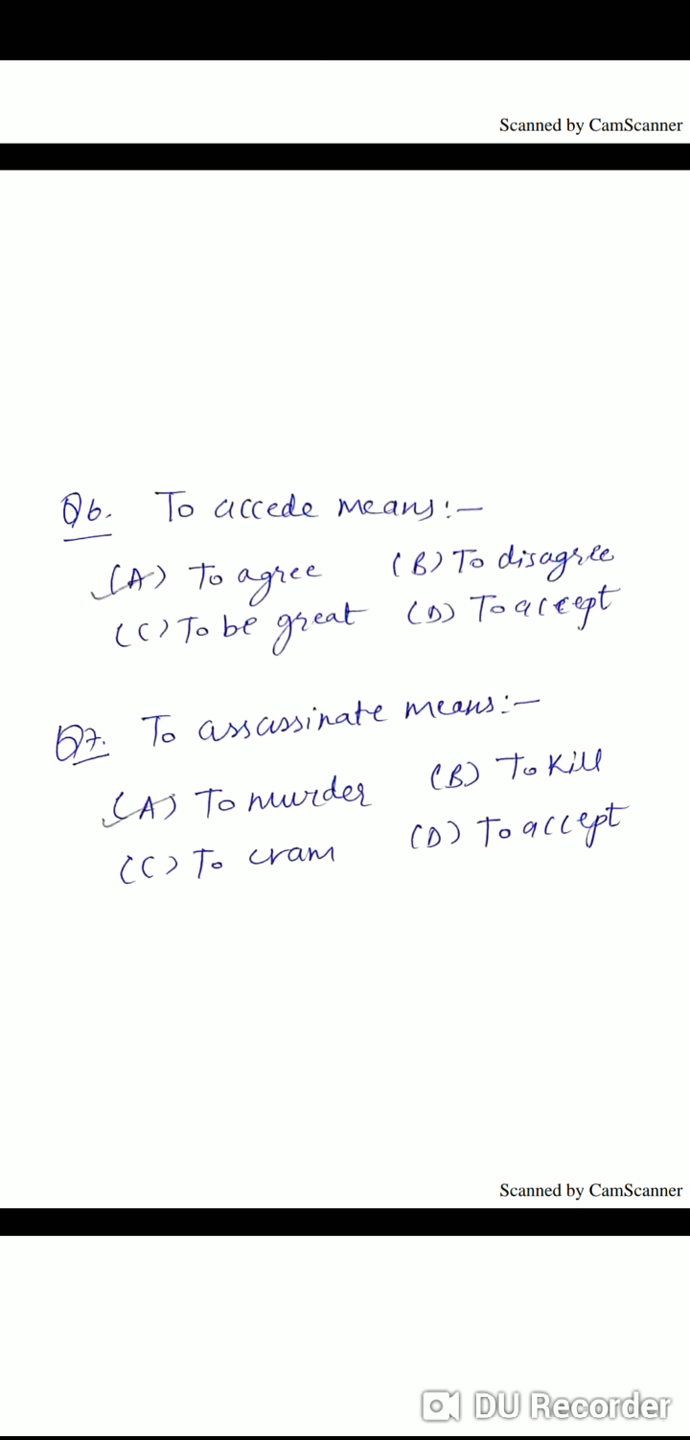 Scanned by CamScanner
Q6. To accede means:-
(A) To agree (B) To disagree
(C) To be great (D) To accept
Q7. To assassinate means:-
(A) To murder (B) To kill
(C) To cram (D) To accept
Scanned by CamScanner
DU Recorder